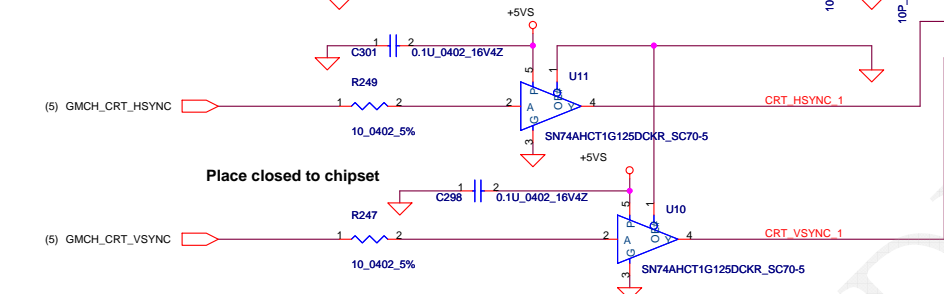 10
10P_
+5VS
1
2
C301
0.1U_0402_16V4Z
5
1
U11
R249
P
OE
(5) GMCH_CRT_HSYNC
1
2
2
A
Y
4
CRT_HSYNC_1
G
10_0402_5%
3
SN74AHCT1G125DCKR_SC70-5
+5VS
Place closed to chipset
1
2
C298
0.1U_0402_16V4Z
5
1
U10
R247
P
OE
(5) GMCH_CRT_VSYNC
1
2
2
A
Y
4
CRT_VSYNC_1
G
10_0402_5%
3
SN74AHCT1G125DCKR_SC70-5